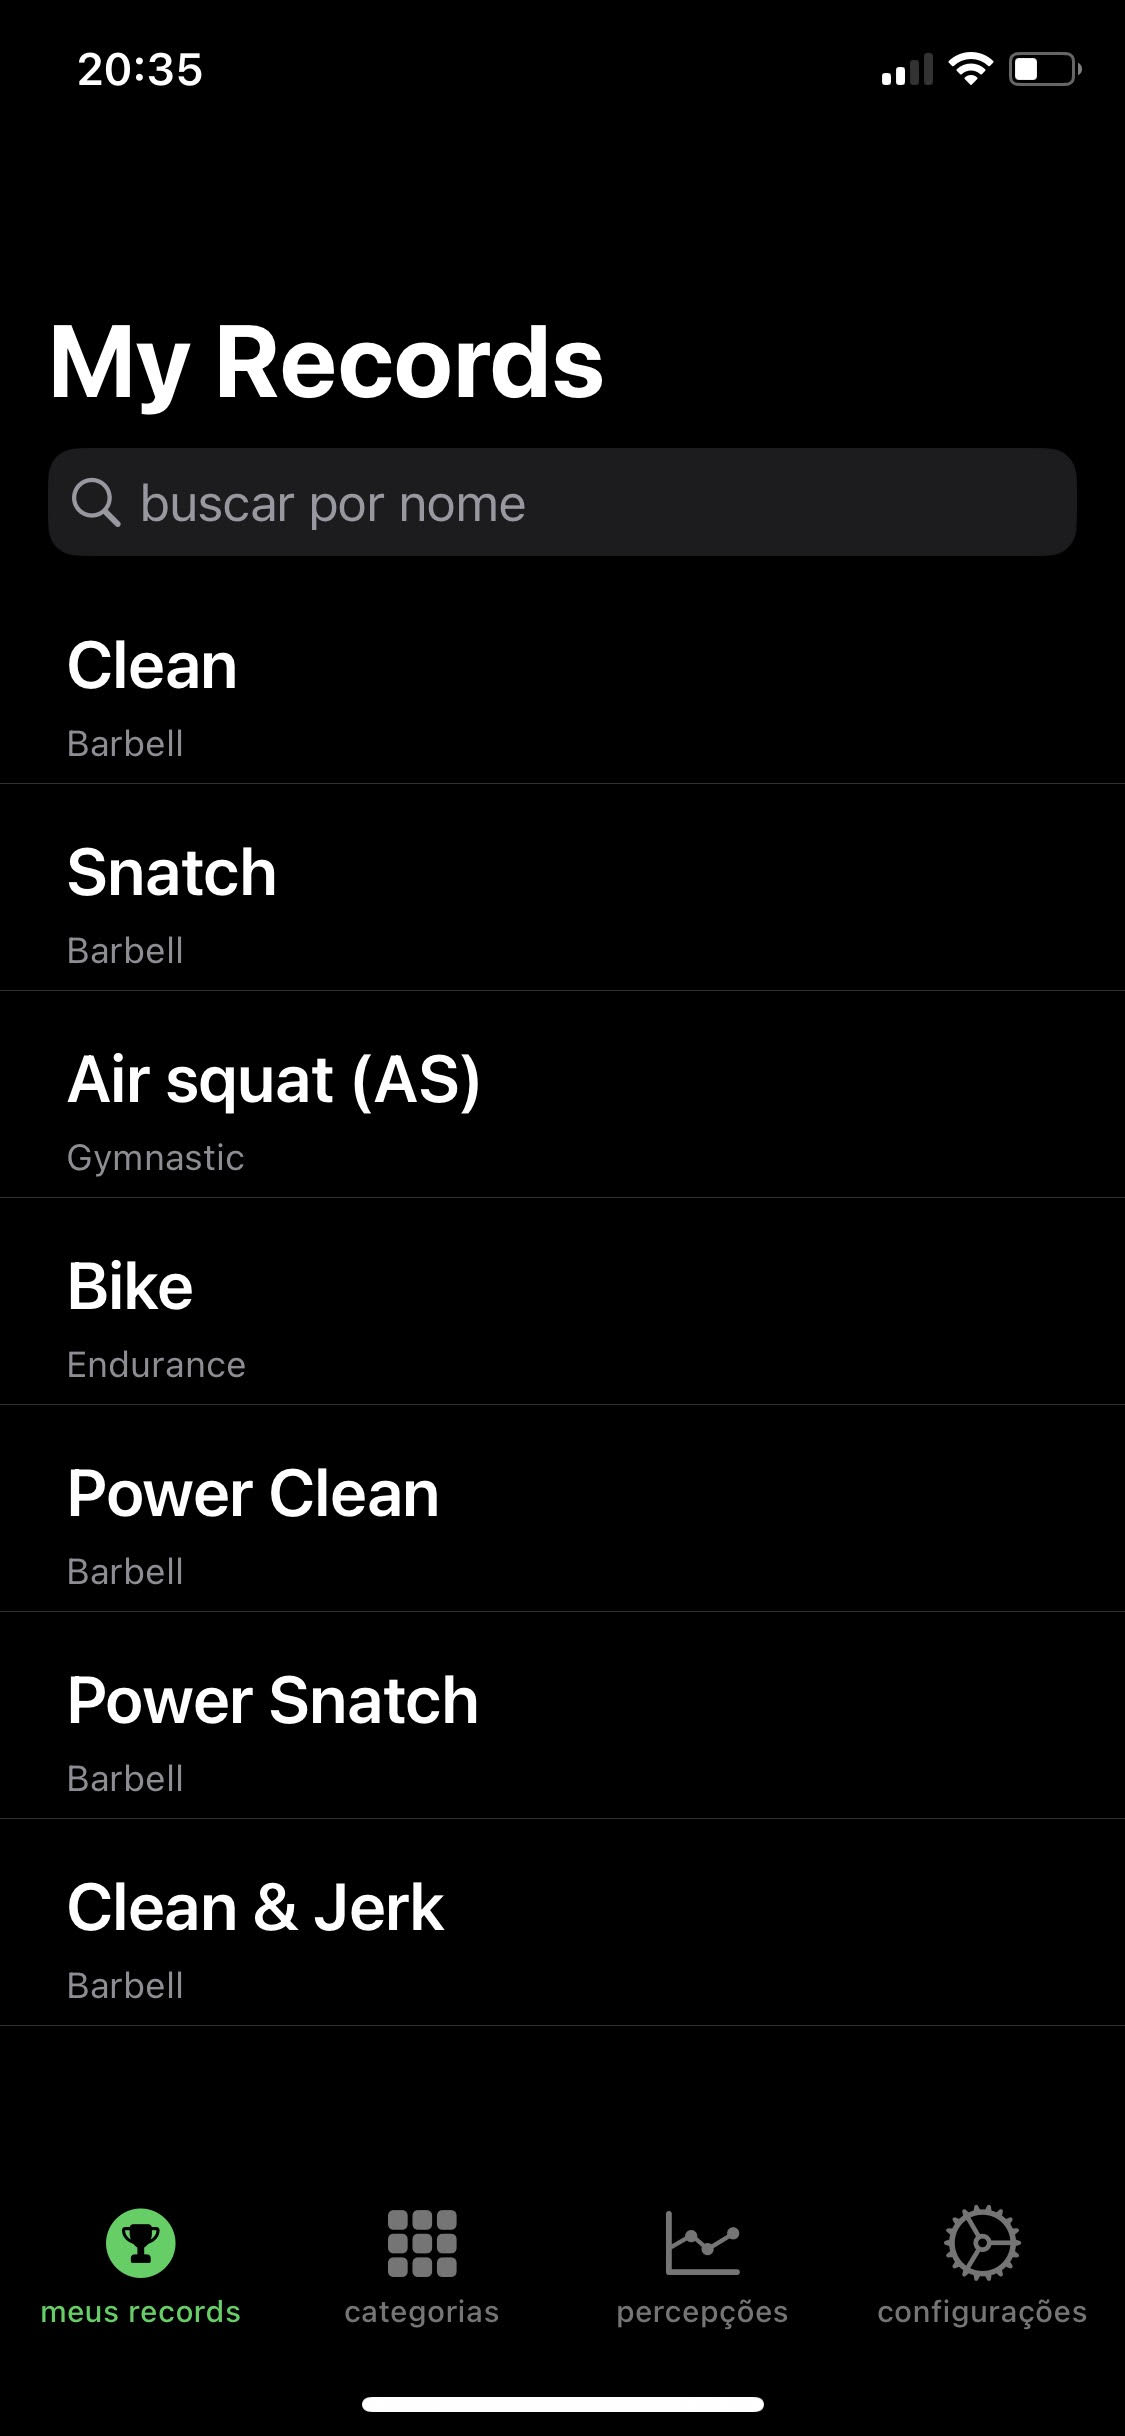 20:35
My Records
buscar por nome
Clean
Barbell
Snatch
Barbell
Air squat (AS)
Gymnastic
Bike
Endurance
Power Clean
Barbell
Power Snatch
Barbell
Clean & Jerk
Barbell
meus records
categorias
percepções
configurações